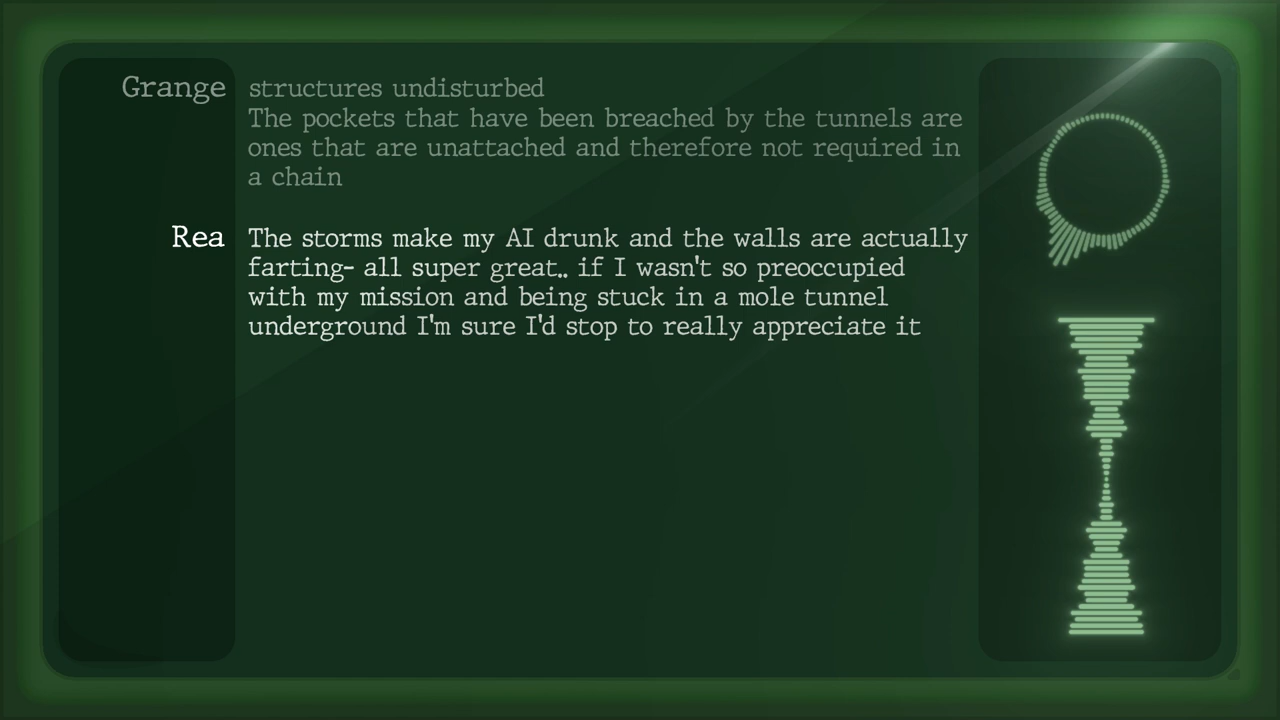 Grange structures undisturbed
The pockets that have been breached by the tunnels are
ones that are unattached and therefore not required in
a chain
Rea The storms make my AI drunk and the walls are actually
farting- all super great.. if I wasn't so preoccupied
with my mission and being stuck in a mole tunnel
underground I'm sure I'd stop to really appreciate it